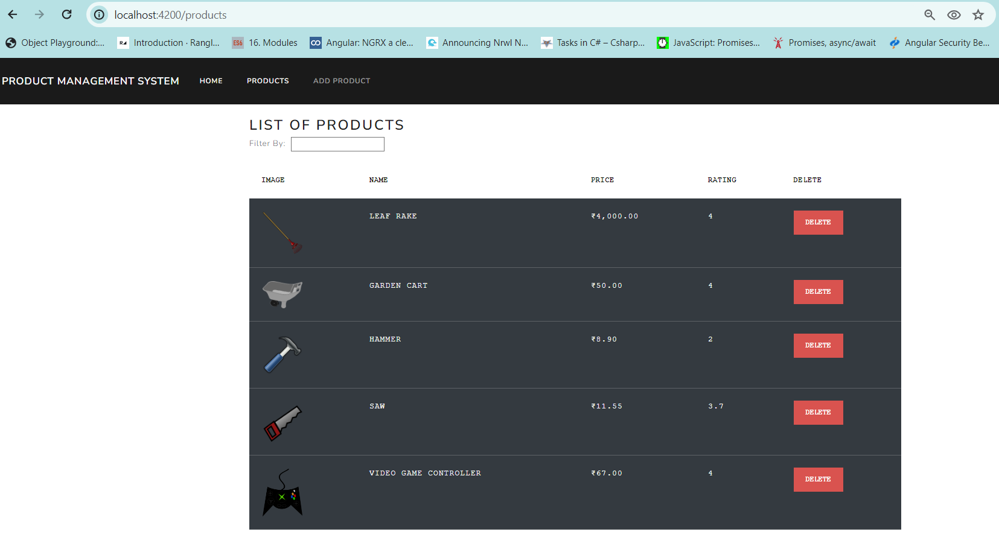 localhost:4200/products
Object Playground:... Introduction · Rangl... ES6 16. Modules Angular: NGRX a cle... Announcing Nrwl N... Tasks in C# – Csharp... JavaScript: Promises... Promises, async/await Angular Security Be...
PRODUCT MANAGEMENT SYSTEM HOME PRODUCTS ADD PRODUCT
LIST OF PRODUCTS
Filter By:
IMAGE NAME PRICE RATING DELETE
LEAF RAKE ₹4,000.00 4 DELETE
GARDEN CART ₹50.00 4 DELETE
HAMMER ₹8.90 2 DELETE
SAW ₹11.55 3.7 DELETE
VIDEO GAME CONTROLLER ₹67.00 4 DELETE